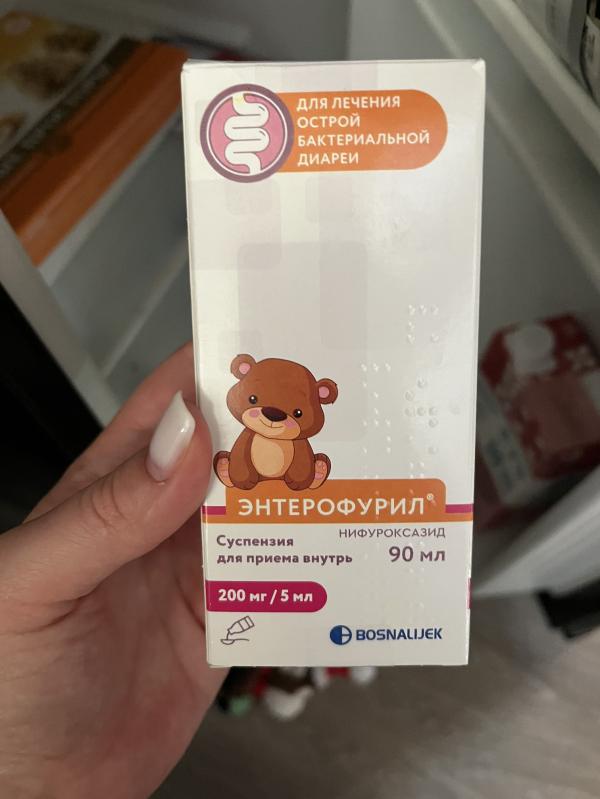 ДЛЯ ЛЕЧЕНИЯ
ОСТРОЙ
БАКТЕРИАЛЬНОЙ
ДИАРЕИ
ЭНТЕРОФУРИЛ®
НИФУРОКСАЗИД
Суспензия
для приема внутрь
90 мл
200 мг / 5 мл
BOSNALIJEK